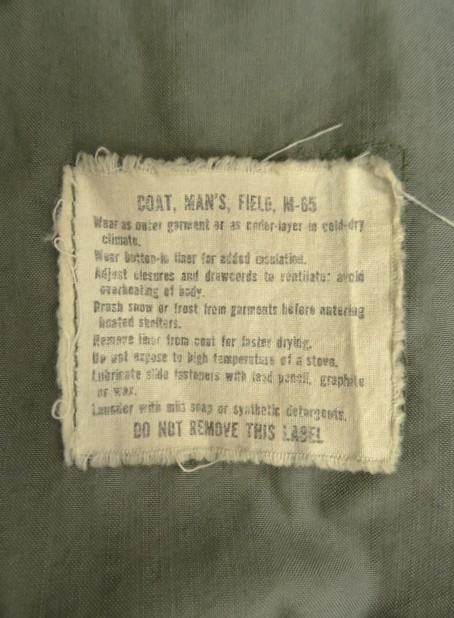 COAT, MAN'S, FIELD, M-65
Wear as outer garment or as under-layer in cold-dry
climate.
Wear button-in liner for added insulation.
Adjust closures and drawcords to ventilate: avoid
overheating of body.
Brush snow or frost from garments before entering
heated shelters.
Remove liner from coat for faster drying.
Do not expose to high temperature of a stove.
Lubricate slide fasteners with lead pencil, graphite
or wax.
Launder with mild soap or synthetic detergents.
DO NOT REMOVE THIS LABEL